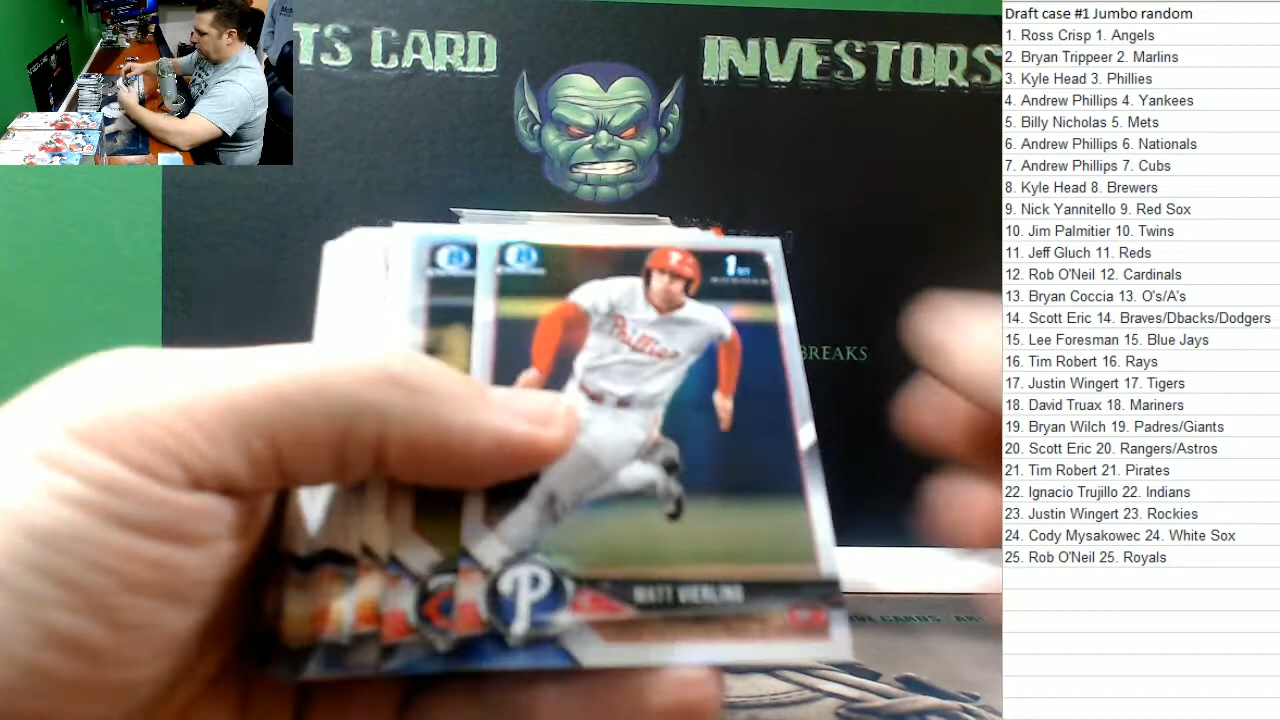 TS CARD INVESTORS
BREAKS
1ST
BOWMAN
Phillies
P
MATT VIERLING
Draft case #1 Jumbo random
1. Ross Crisp 1. Angels
2. Bryan Trippeer 2. Marlins
3. Kyle Head 3. Phillies
4. Andrew Phillips 4. Yankees
5. Billy Nicholas 5. Mets
6. Andrew Phillips 6. Nationals
7. Andrew Phillips 7. Cubs
8. Kyle Head 8. Brewers
9. Nick Yannitello 9. Red Sox
10. Jim Palmitier 10. Twins
11. Jeff Gluch 11. Reds
12. Rob O'Neil 12. Cardinals
13. Bryan Coccia 13. O's/A's
14. Scott Eric 14. Braves/Dbacks/Dodgers
15. Lee Foresman 15. Blue Jays
16. Tim Robert 16. Rays
17. Justin Wingert 17. Tigers
18. David Truax 18. Mariners
19. Bryan Wilch 19. Padres/Giants
20. Scott Eric 20. Rangers/Astros
21. Tim Robert 21. Pirates
22. Ignacio Trujillo 22. Indians
23. Justin Wingert 23. Rockies
24. Cody Mysakowec 24. White Sox
25. Rob O'Neil 25. Royals